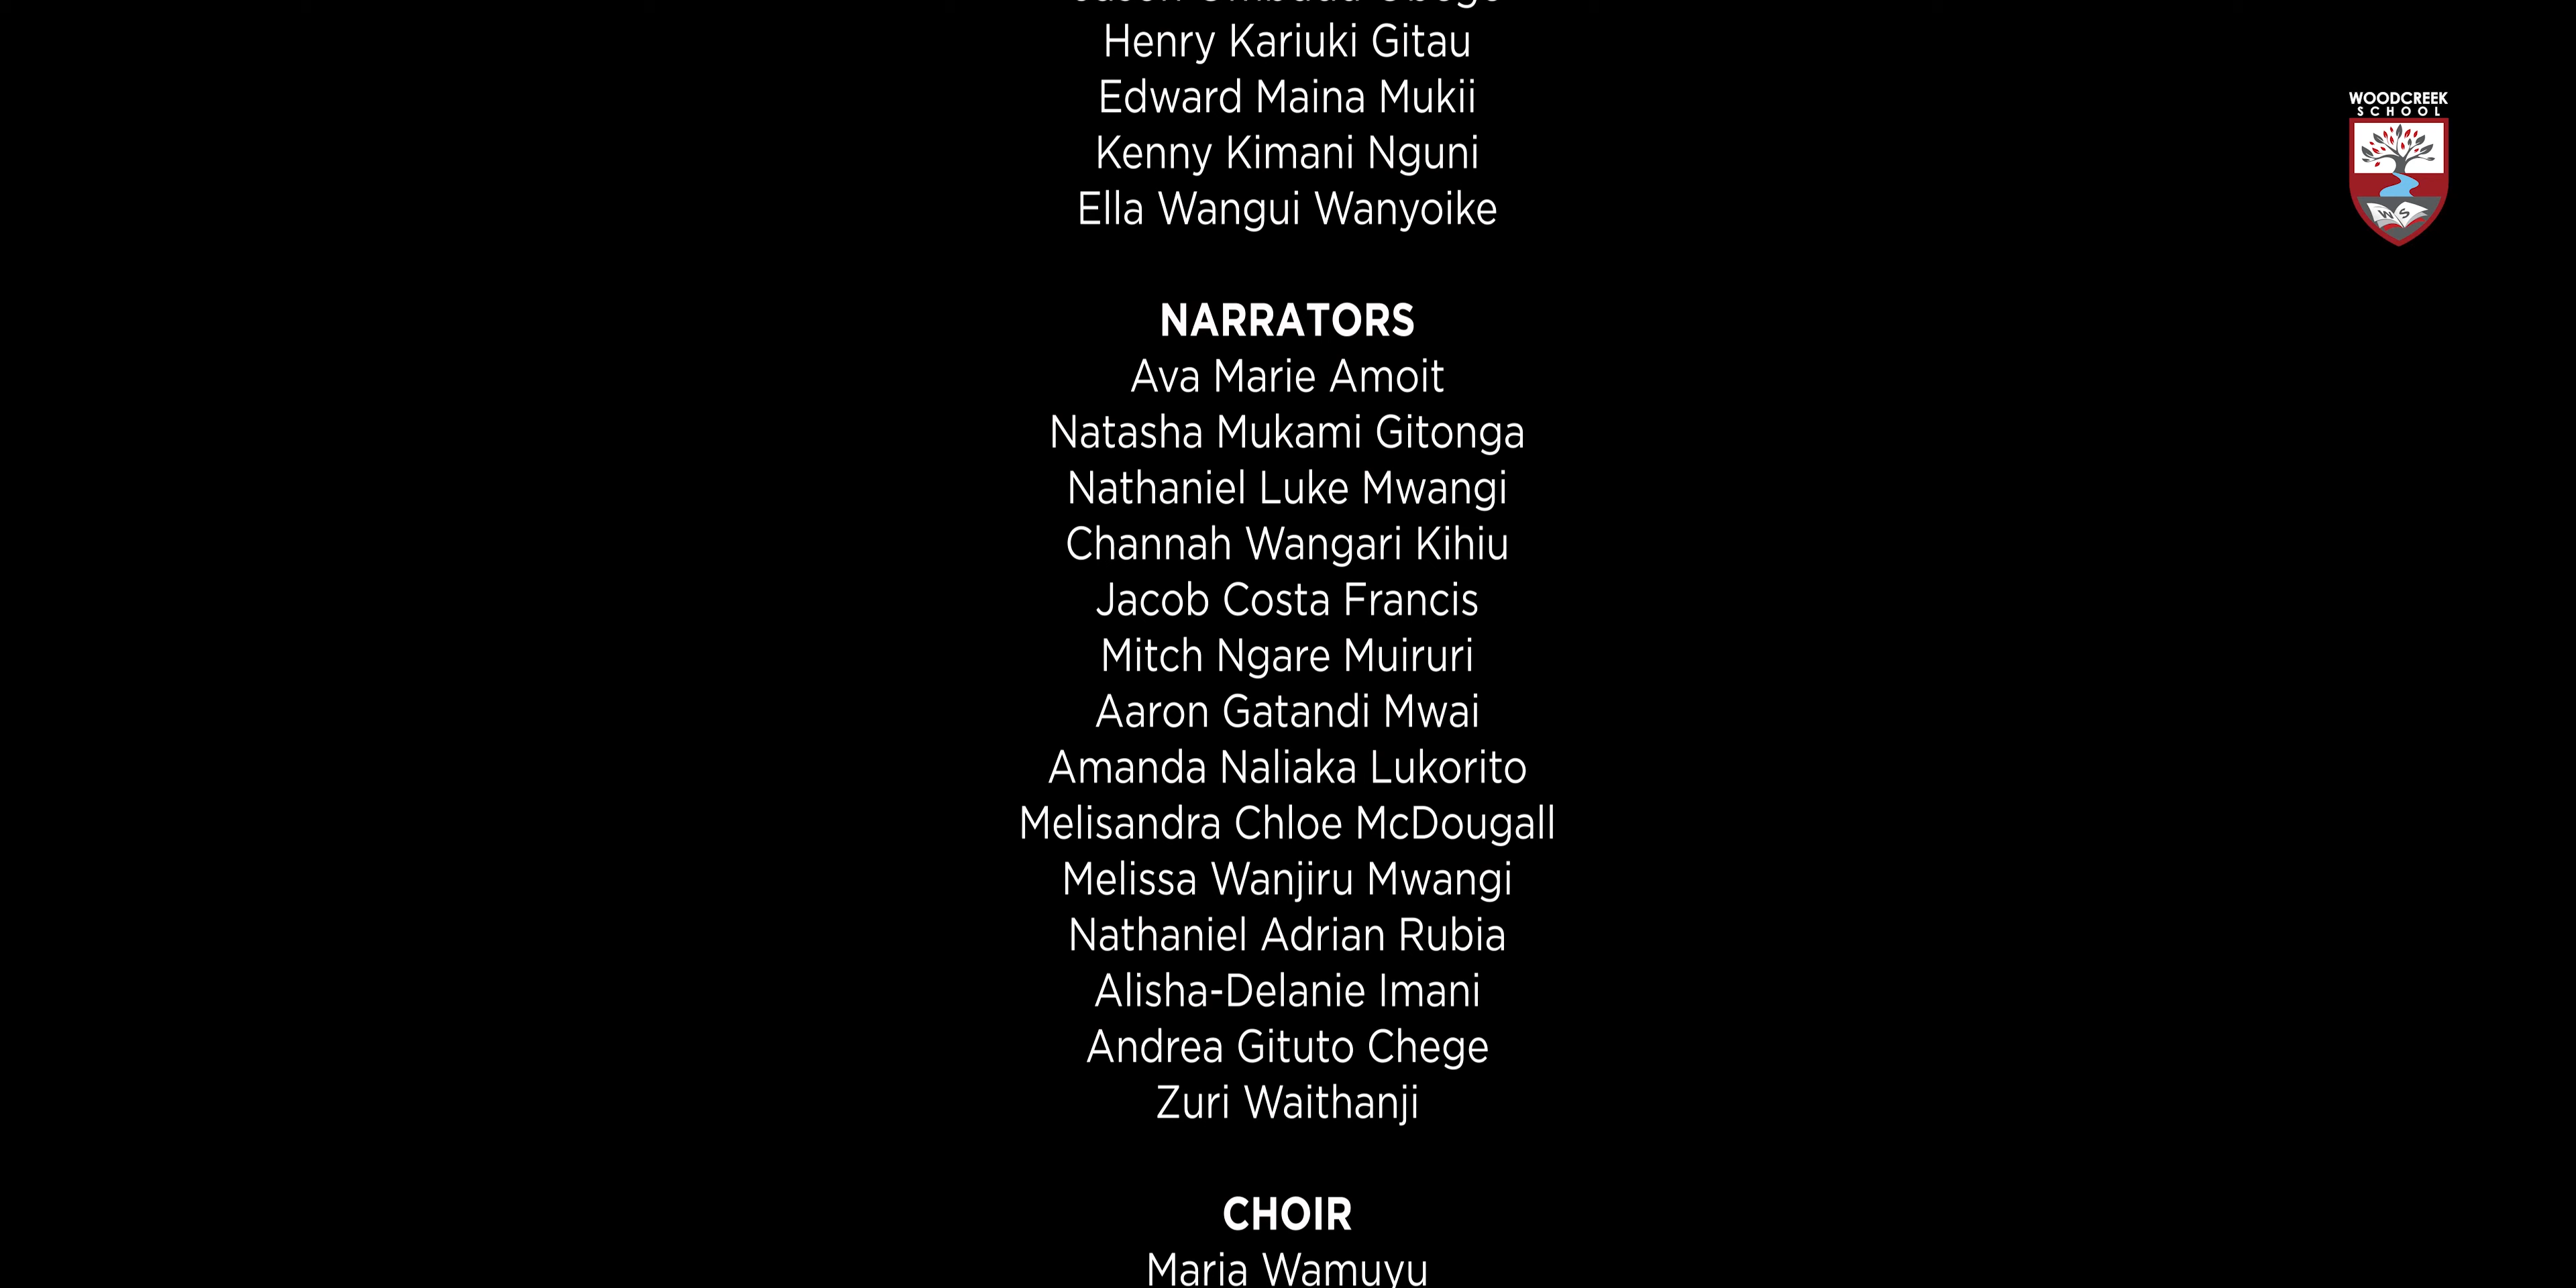 Henry Kariuki Gitau
Edward Maina Mukii
Kenny Kimani Nguni
Ella Wangui Wanyoike
NARRATORS
Ava Marie Amoit
Natasha Mukami Gitonga
Nathaniel Luke Mwangi
Channah Wangari Kihiu
Jacob Costa Francis
Mitch Ngare Muiruri
Aaron Gatandi Mwai
Amanda Naliaka Lukorito
Melisandra Chloe McDougall
Melissa Wanjiru Mwangi
Nathaniel Adrian Rubia
Alisha-Delanie Imani
Andrea Gituto Chege
Zuri Waithanji
CHOIR
Maria Wamuyu
WOODCREEK
SCHOOL
W S